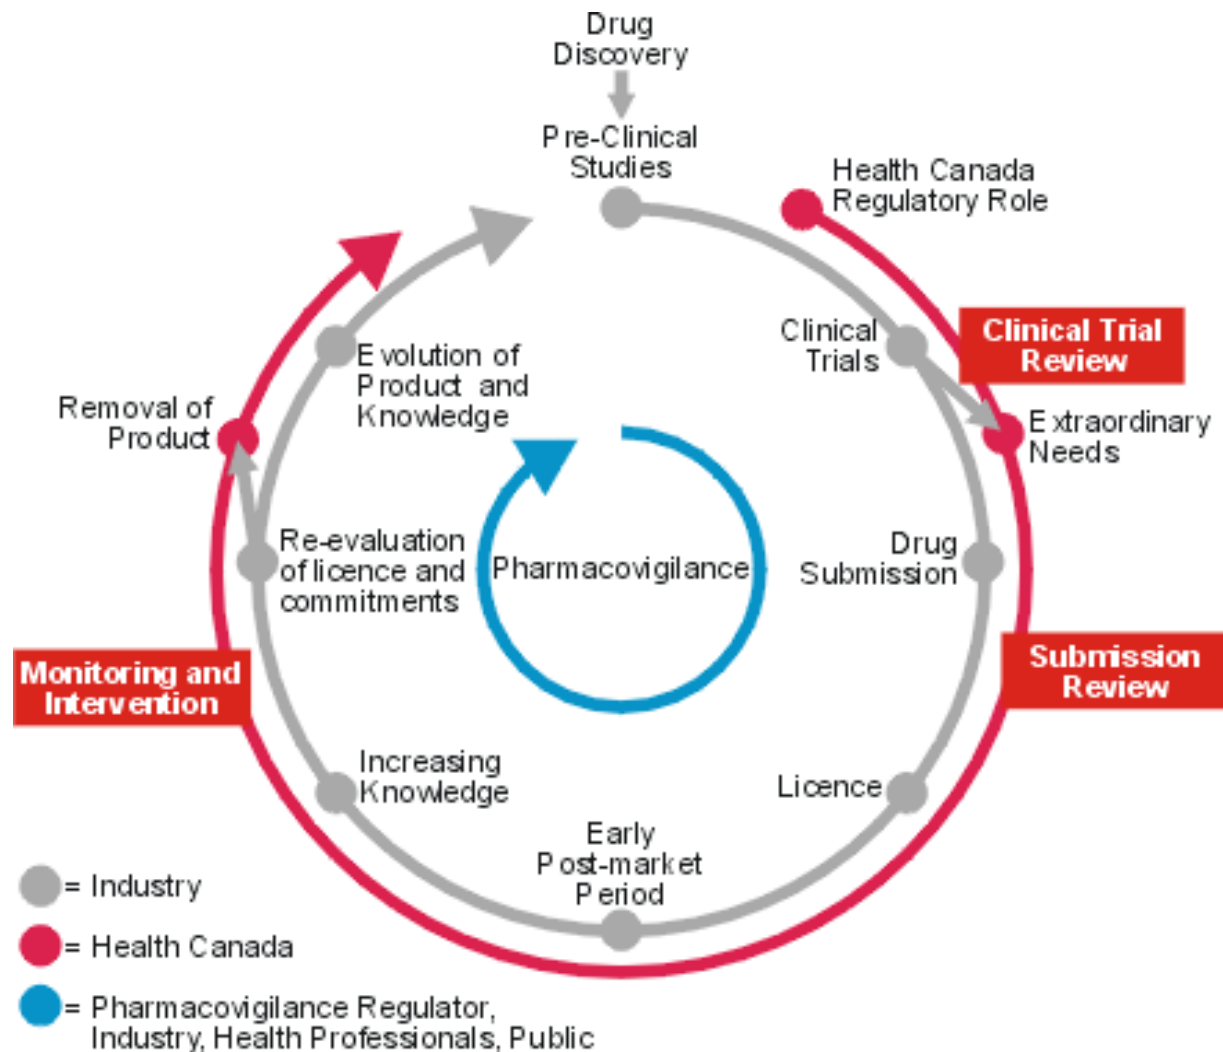 Drug
Discovery
Pre-Clinical
Studies
Health Canada
Regulatory Role
Clinical
Trials
Clinical Trial
Review
Extraordinary
Needs
Drug
Submission
Submission
Review
Licence
Early
Post-market
Period
Increasing
Knowledge
Monitoring and
Intervention
Re-evaluation
of licence and
commitments
Removal of
Product
Evolution of
Product and
Knowledge
Pharmacovigilance
= Industry
= Health Canada
= Pharmacovigilance Regulator,
Industry, Health Professionals, Public